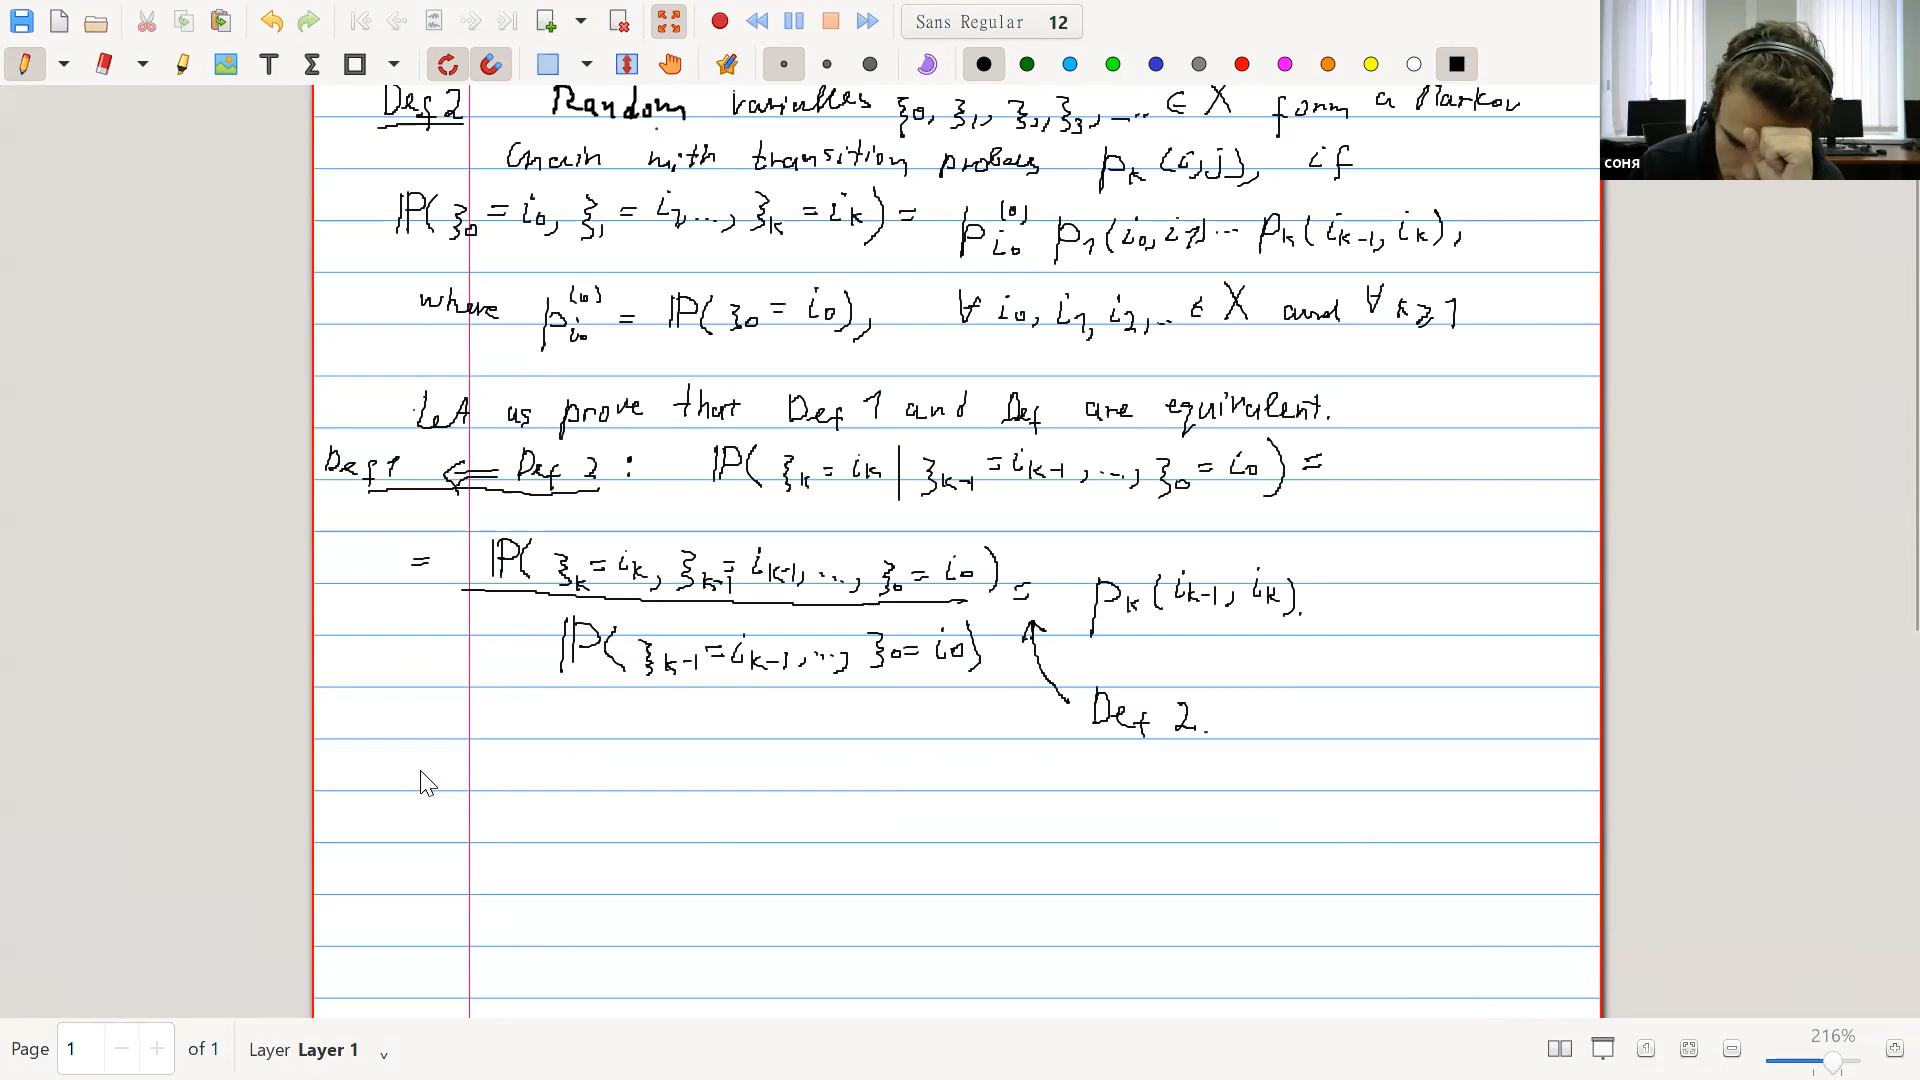 Sans Regular 12
соня
Def 2 Random variables ξ₀, ξ₁, ξ₂, ξ₃, ... ∈ X form a Markov
Chain with transition probas pₖ(i,j), if
ℙ(ξ₀ = i₀, ξ₁ = i₁, ..., ξₖ = iₖ) = p⁽⁰⁾_{i₀} p₁(i₀, i₁) ... pₖ(iₖ₋₁, iₖ),
where p⁽⁰⁾_{i₀} = ℙ(ξ₀ = i₀), ∀ i₀, i₁, i₂, ... ∈ X and ∀ k ≥ 1
Let us prove that Def 1 and Def are equivalent.
Def 1 ⟸ Def 2 : ℙ(ξₖ = iₖ | ξₖ₋₁ = iₖ₋₁, ..., ξ₀ = i₀) =
= ℙ(ξₖ = iₖ, ξₖ₋₁ = iₖ₋₁, ..., ξ₀ = i₀) = pₖ(iₖ₋₁, iₖ).
ℙ(ξₖ₋₁ = iₖ₋₁, ..., ξ₀ = i₀)
Def 2.
Page 1 of 1 Layer Layer 1 216%